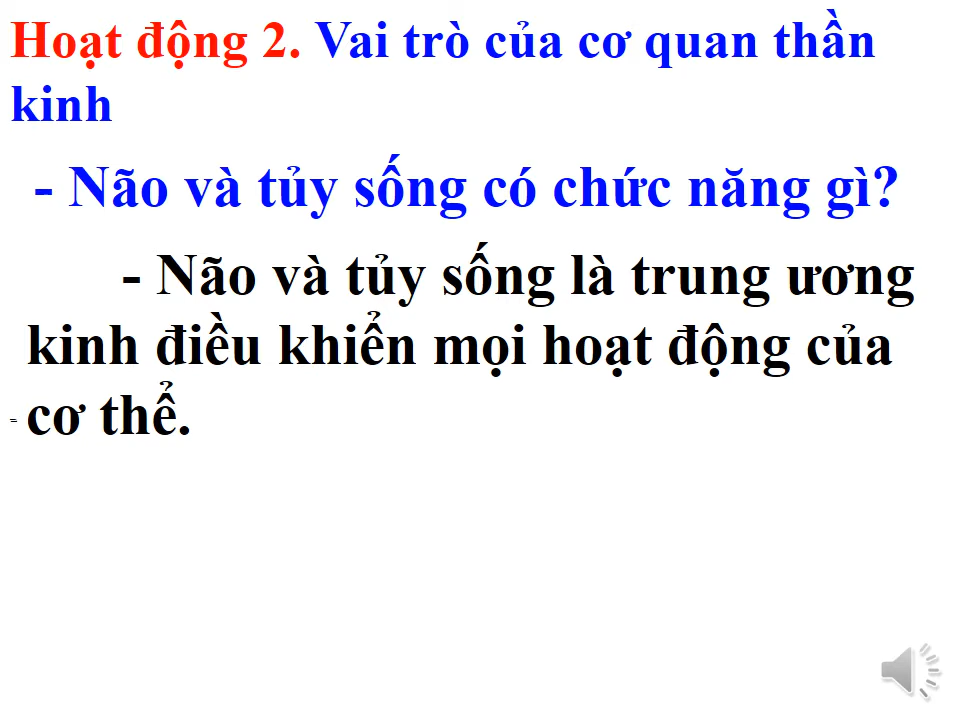 Hoạt động 2. Vai trò của cơ quan thần
kinh
- Não và tủy sống có chức năng gì?
- Não và tủy sống là trung ương
kinh điều khiển mọi hoạt động của
cơ thể.